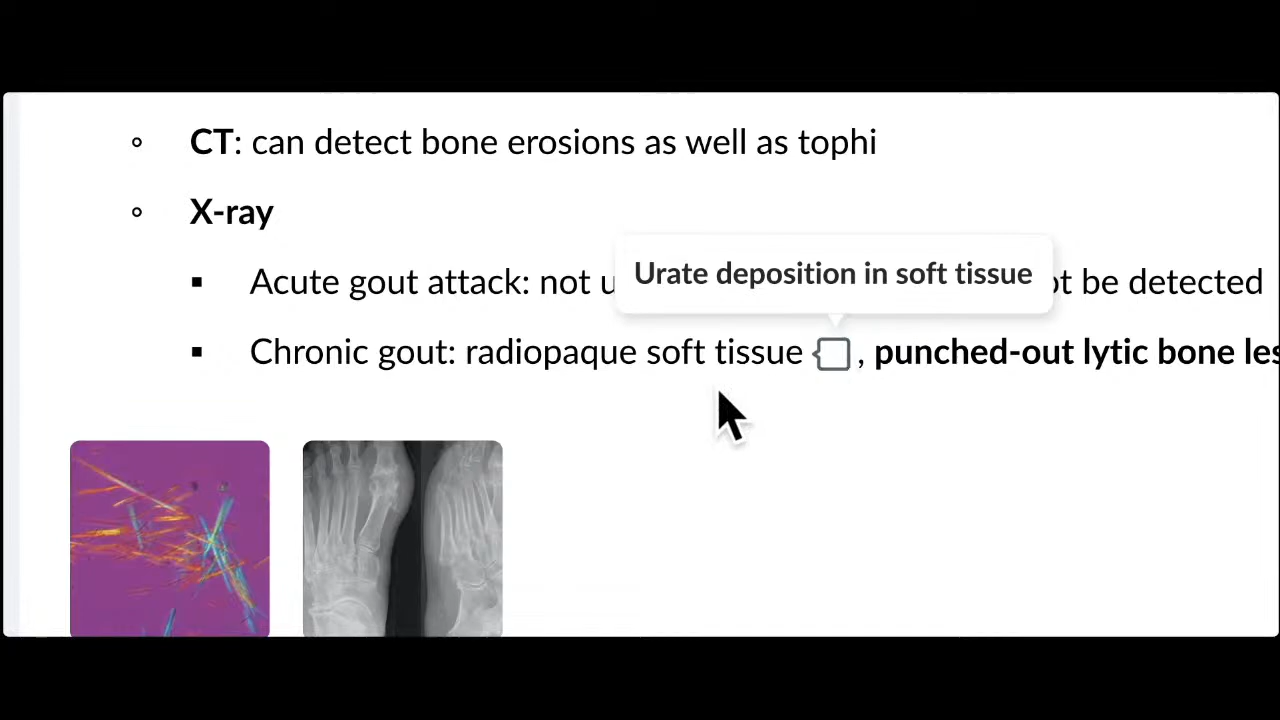 CT: can detect bone erosions as well as tophi
X-ray
Urate deposition in soft tissue
Acute gout attack: not be detected
Chronic gout: radiopaque soft tissue , punched-out lytic bone